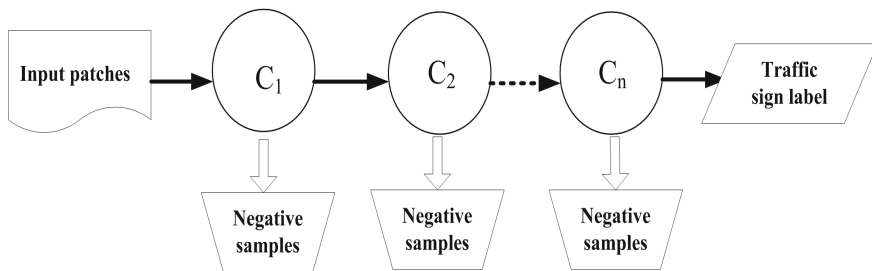 Input patches
C1
C2
Cn
Traffic
sign label
Negative
samples
Negative
samples
Negative
samples